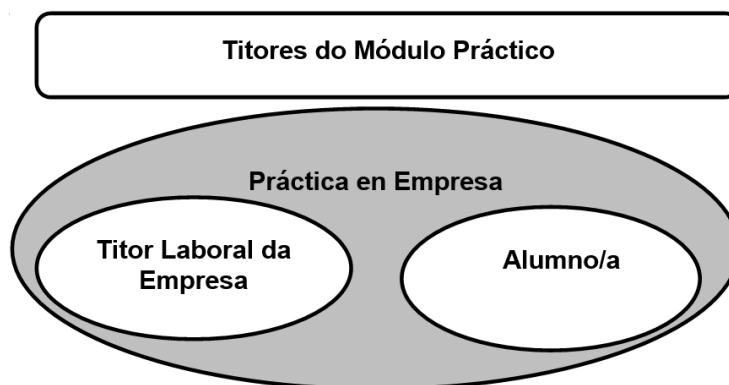 Titores do Módulo Práctico
Práctica en Empresa
Titor Laboral da
Empresa
Alumno/a